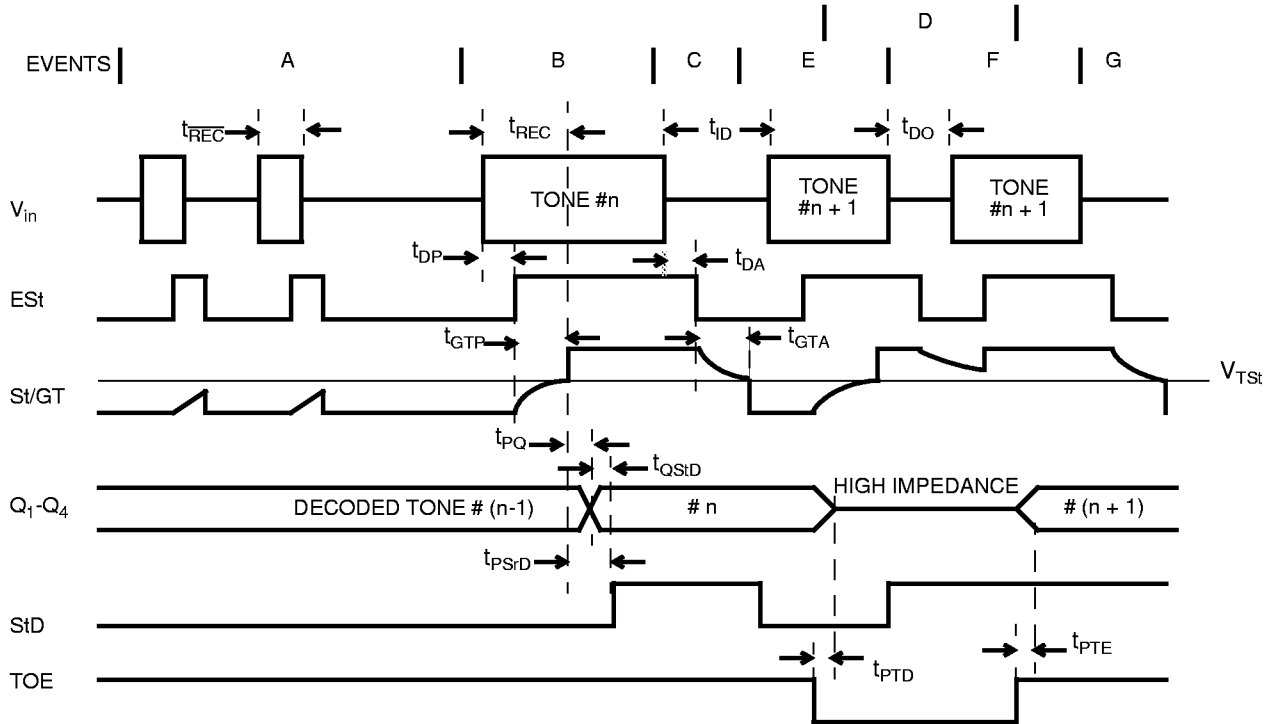 D
EVENTS A B C E F G
tREC tREC tID tDO
Vin TONE #n TONE #n + 1 TONE #n + 1
tDP tDA
ESt
tGTP tGTA
VTSt
St/GT
tPQ
tQStD
HIGH IMPEDANCE
Q1-Q4 DECODED TONE # (n-1) # n # (n + 1)
tPSrD
StD
tPTE
tPTD
TOE